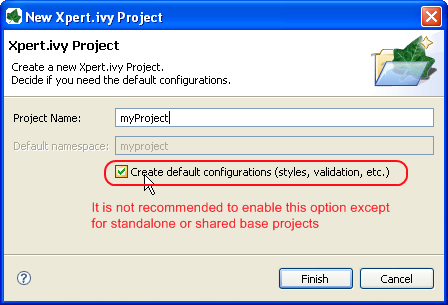 New Xpert.ivy Project
Xpert.ivy Project
Create a new Xpert.ivy Project.
Decide if you need the default configurations.
Project Name: myProject
Default namespace: myproject
Create default configurations (styles, validation, etc.)
It is not recommended to enable this option except
for standalone or shared base projects
? Finish Cancel